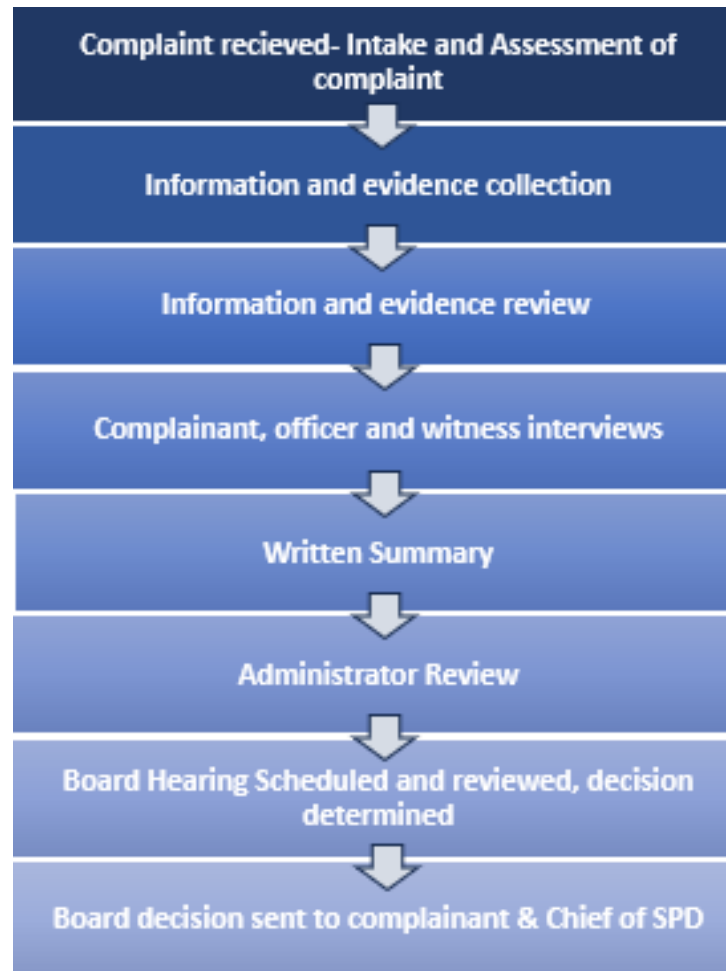 Complaint recieved- Intake and Assessment of
complaint
Information and evidence collection
Information and evidence review
Complainant, officer and witness interviews
Written Summary
Administrator Review
Board Hearing Scheduled and reviewed, decision
determined
Board decision sent to complainant & Chief of SPD